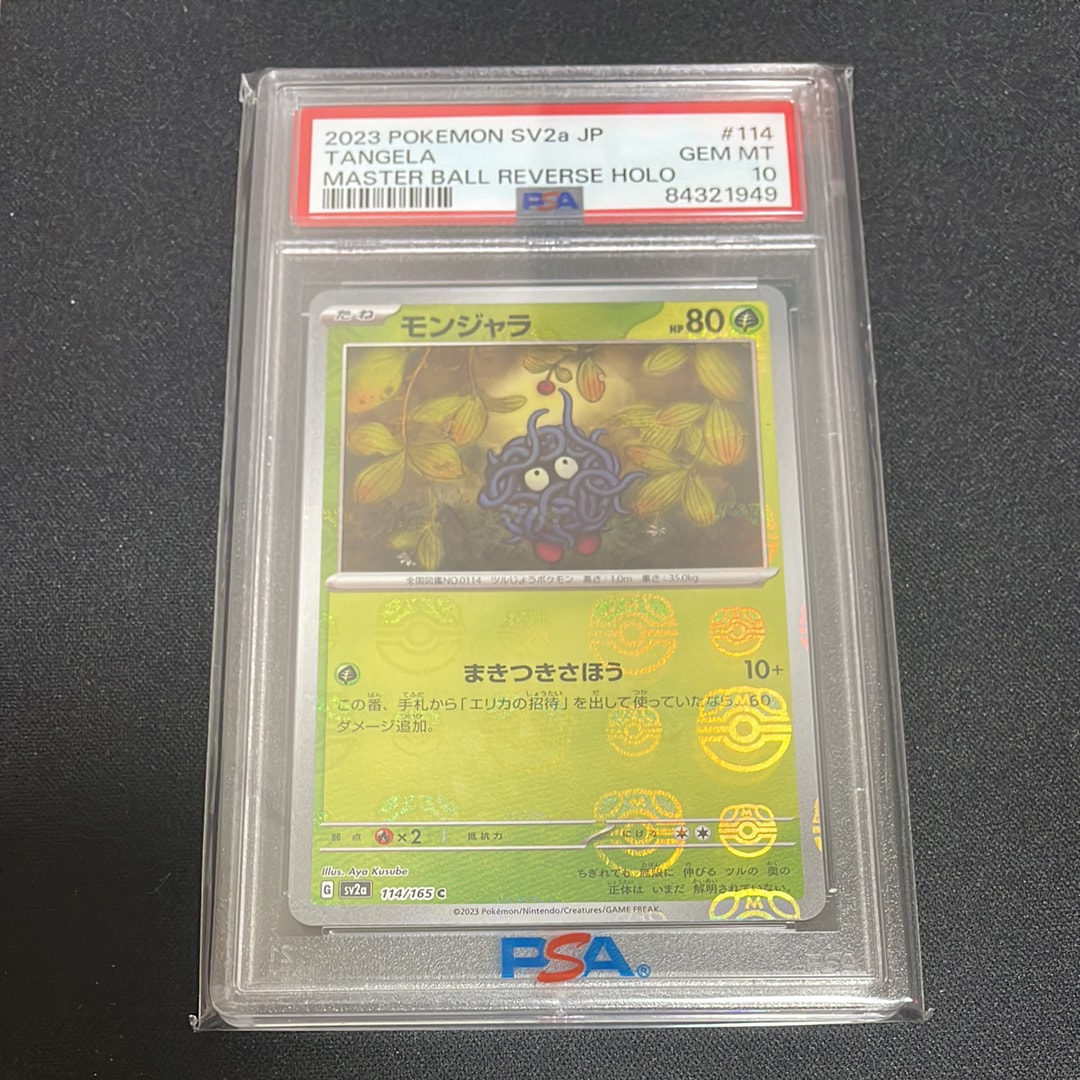 2023 POKEMON SV2a JP #114
TANGELA GEM MT
MASTER BALL REVERSE HOLO 10
PSA 84321949
たね モンジャラ HP 80
全国図鑑NO.0114 ツルじょうポケモン 高さ:1.0m 重さ:35.0kg
まきつきさほう 10+
この番、手札から「エリカの招待」を出して使っていたなら、60
ダメージ追加。
弱点 ×2 抵抗力 にげる
Illus. Aya Kusube
ちぎれても 伸びる ツルの 奥の
正体は いまだ 解明されていない。
G sv2a 114/165 C
©2023 Pokémon/Nintendo/Creatures/GAME FREAK.
PSA®